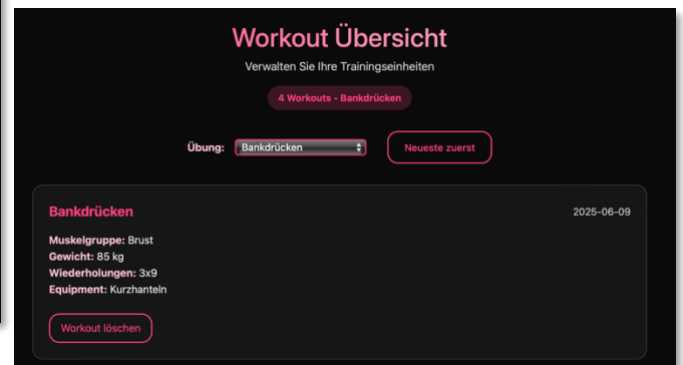 Workout Übersicht
Verwalten Sie Ihre Trainingseinheiten
4 Workouts - Bankdrücken
Übung: Bankdrücken Neueste zuerst
Bankdrücken 2025-06-09
Muskelgruppe: Brust
Gewicht: 85 kg
Wiederholungen: 3x9
Equipment: Kurzhanteln
Workout löschen